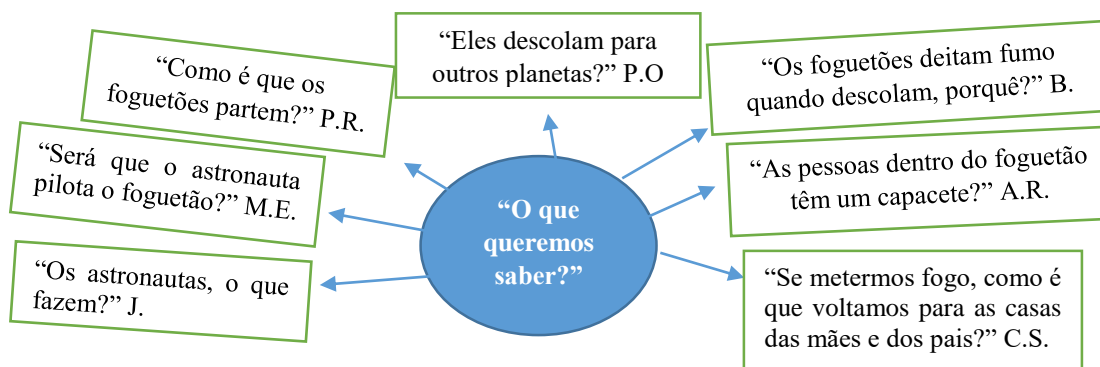 “Eles descolam para
outros planetas?” P.O
“Como é que os
foguetões partem?” P.R.
“Os foguetões deitam fumo
quando descolam, porquê?” B.
“Será que o astronauta
pilota o foguetão?” M.E.
“As pessoas dentro do foguetão
têm um capacete?” A.R.
“O que
queremos
saber?”
“Os astronautas, o que
fazem?” J.
“Se metermos fogo, como é
que voltamos para as casas
das mães e dos pais?” C.S.